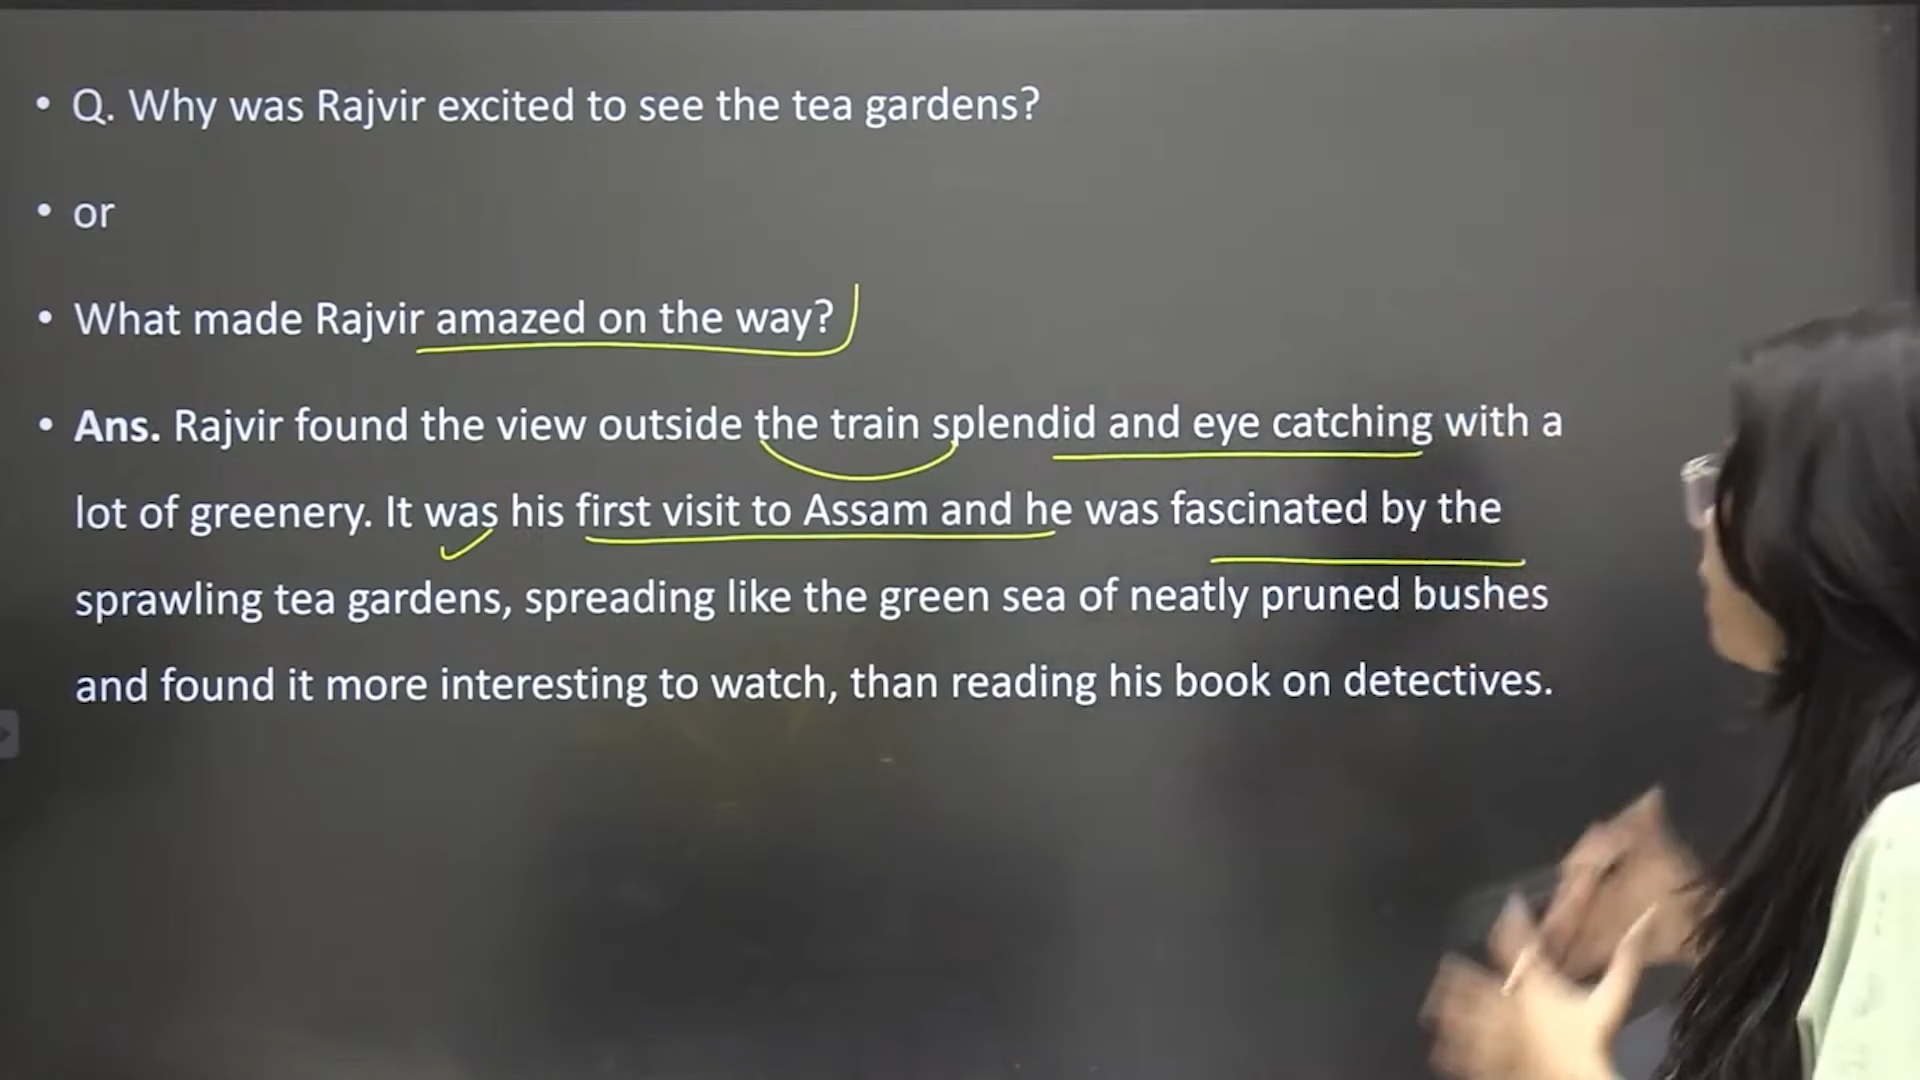 • Q. Why was Rajvir excited to see the tea gardens?
• or
• What made Rajvir amazed on the way?
• Ans. Rajvir found the view outside the train splendid and eye catching with a
lot of greenery. It was his first visit to Assam and he was fascinated by the
sprawling tea gardens, spreading like the green sea of neatly pruned bushes
and found it more interesting to watch, than reading his book on detectives.